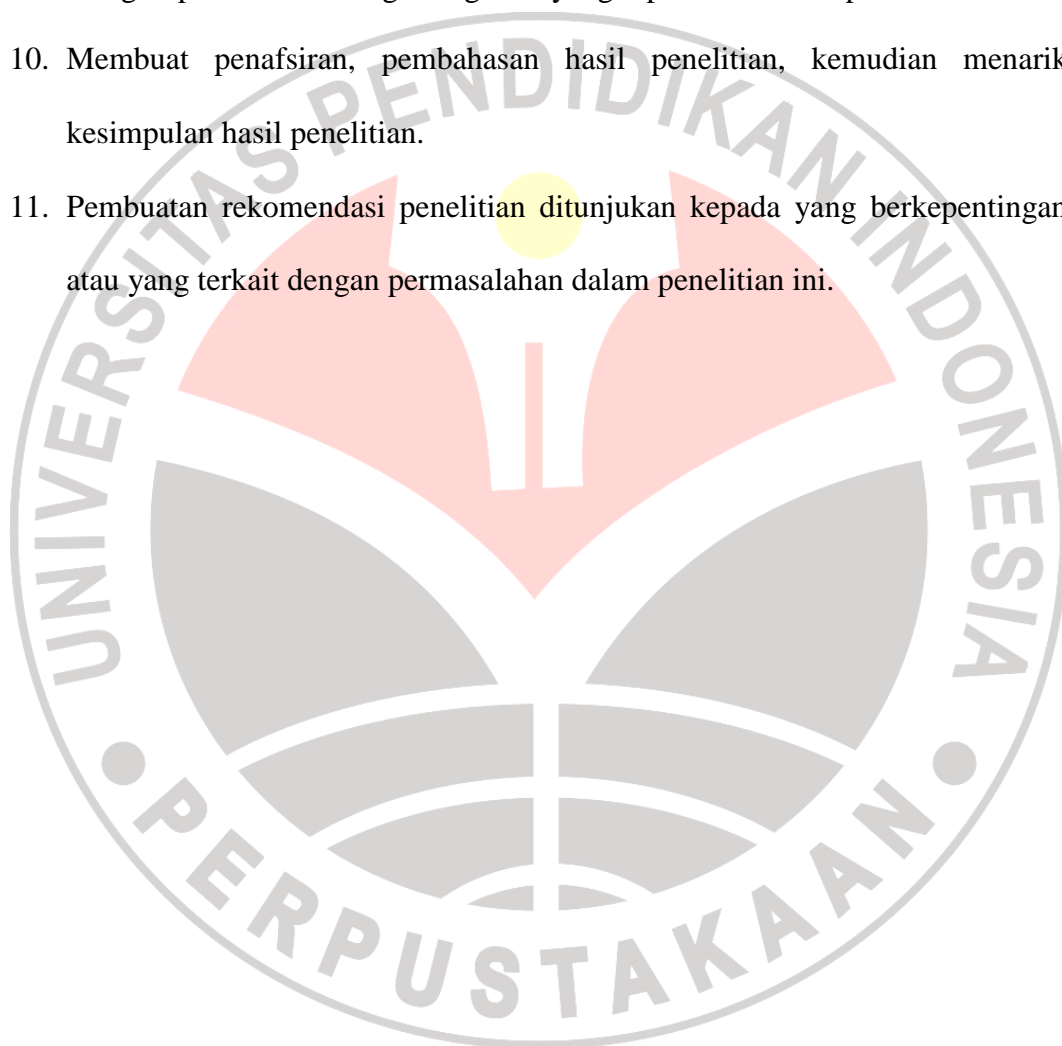 10. Membuat penafsiran, pembahasan hasil penelitian, kemudian menarik
kesimpulan hasil penelitian.
11. Pembuatan rekomendasi penelitian ditunjukan kepada yang berkepentingan
atau yang terkait dengan permasalahan dalam penelitian ini.
UNIVERSITAS PENDIDIKAN INDONESIA
PERPUSTAKAAN